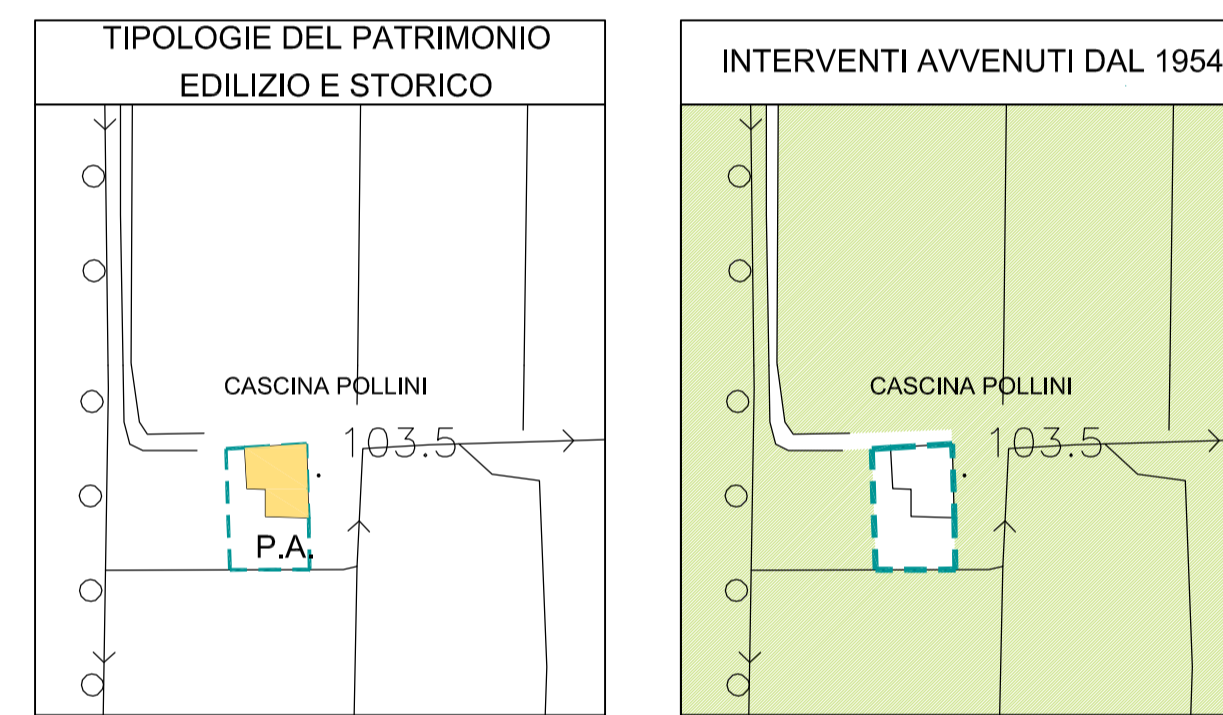 TIPOLOGIE DEL PATRIMONIO
EDILIZIO E STORICO
CASCINA POLLINI
103.5
P.A.
INTERVENTI AVVENUTI DAL 1954
CASCINA POLLINI
103.5